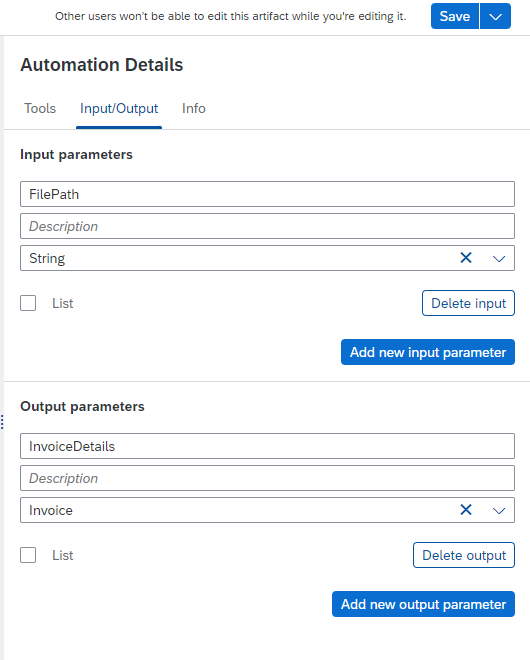 Other users won't be able to edit this artifact while you're editing it.
Save
Automation Details
Tools Input/Output Info
Input parameters
FilePath
Description
String
List Delete input
Add new input parameter
Output parameters
InvoiceDetails
Description
Invoice
List Delete output
Add new output parameter